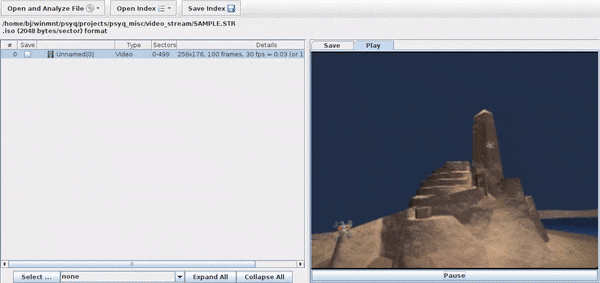 Open and Analyze File
Open Index
Save Index
/home/bj/winmnt/psyq/projects/psyq_misc/video_stream/SAMPLE.STR
.iso (2048 bytes/sector) format
# Save Type Sectors Details
0 Unnamed[0] Video 0-499 256x176, 100 frames, 30 fps = 0:03 (or 1
Save Play
Pause
Select ... none Expand All Collapse All